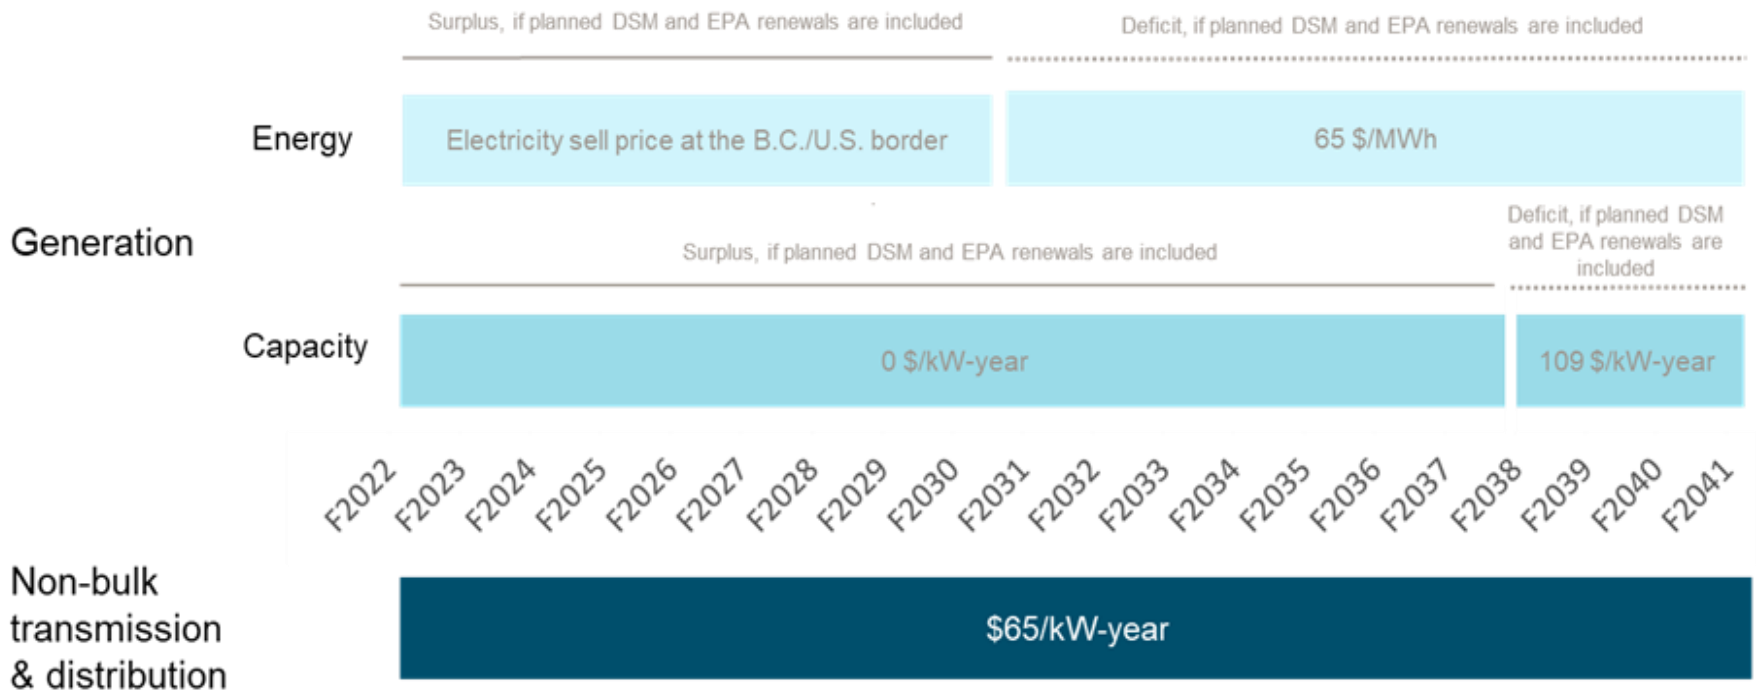 Surplus, if planned DSM and EPA renewals are included
Deficit, if planned DSM and EPA renewals are included
Energy
Electricity sell price at the B.C./U.S. border
65 $/MWh
Generation
Surplus, if planned DSM and EPA renewals are included
Deficit, if planned DSM
and EPA renewals are
included
Capacity
0 $/kW-year
109 $/kW-year
F2022
F2023
F2024
F2025
F2026
F2027
F2028
F2029
F2030
F2031
F2032
F2033
F2034
F2035
F2036
F2037
F2038
F2039
F2040
F2041
Non-bulk
transmission
& distribution
$65/kW-year